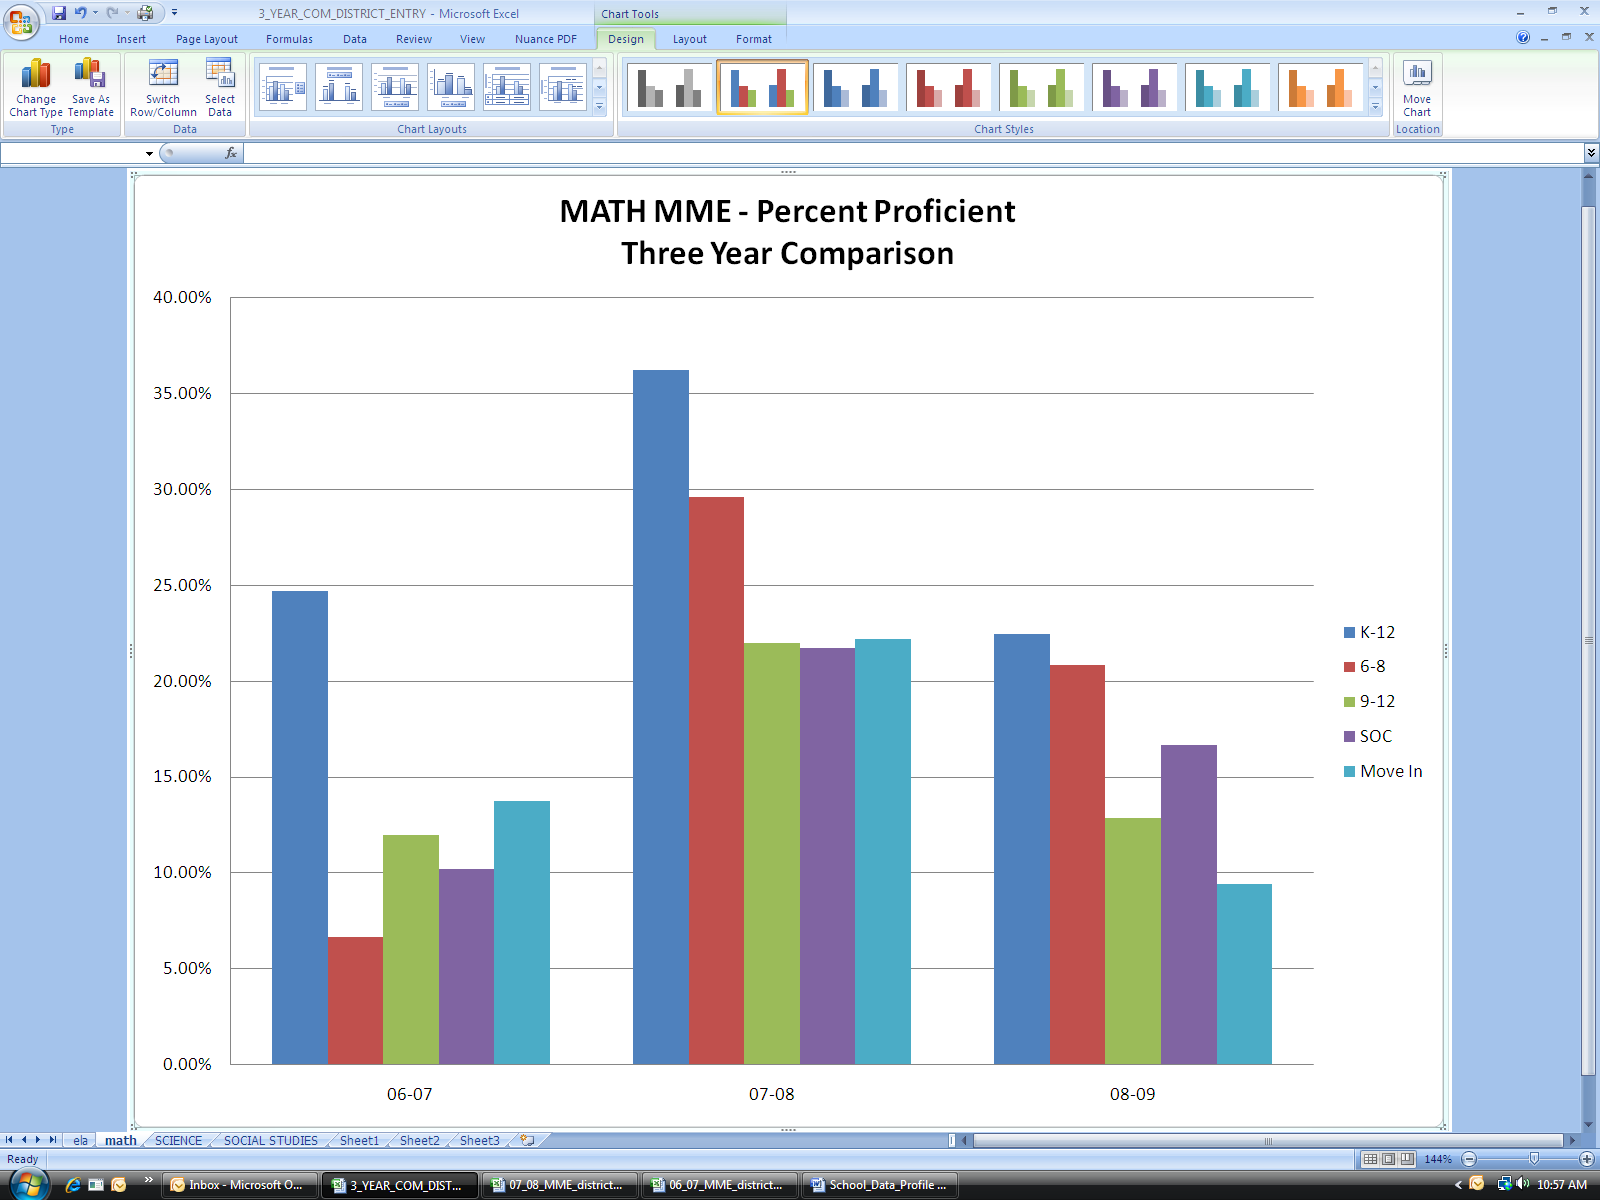 3_YEAR_COM_DISTRICT_ENTRY - Microsoft Excel
Chart Tools
Home Insert Page Layout Formulas Data Review View Nuance PDF Design Layout Format
Change Chart Type
Save As Template
Switch Row/Column
Select Data
Move Chart
Type Data Chart Layouts Chart Styles Location
fx
MATH MME - Percent Proficient
Three Year Comparison
40.00%
35.00%
30.00%
25.00%
20.00%
15.00%
10.00%
5.00%
0.00%
06-07 07-08 08-09
K-12
6-8
9-12
SOC
Move In
ela math SCIENCE SOCIAL STUDIES Sheet1 Sheet2 Sheet3
Ready 144%
Inbox - Microsoft O... 3_YEAR_COM_DIST... 07_08_MME_district... 06_07_MME_district... School_Data_Profile ... 10:57 AM